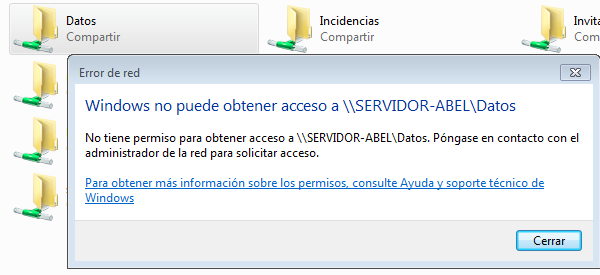 Datos
Compartir
Incidencias
Compartir
Invita
Compartir
Error de red
Windows no puede obtener acceso a \\SERVIDOR-ABEL\Datos
No tiene permiso para obtener acceso a \\SERVIDOR-ABEL\Datos. Póngase en contacto con el
administrador de la red para solicitar acceso.
Para obtener más información sobre los permisos, consulte Ayuda y soporte técnico de
Windows
Cerrar